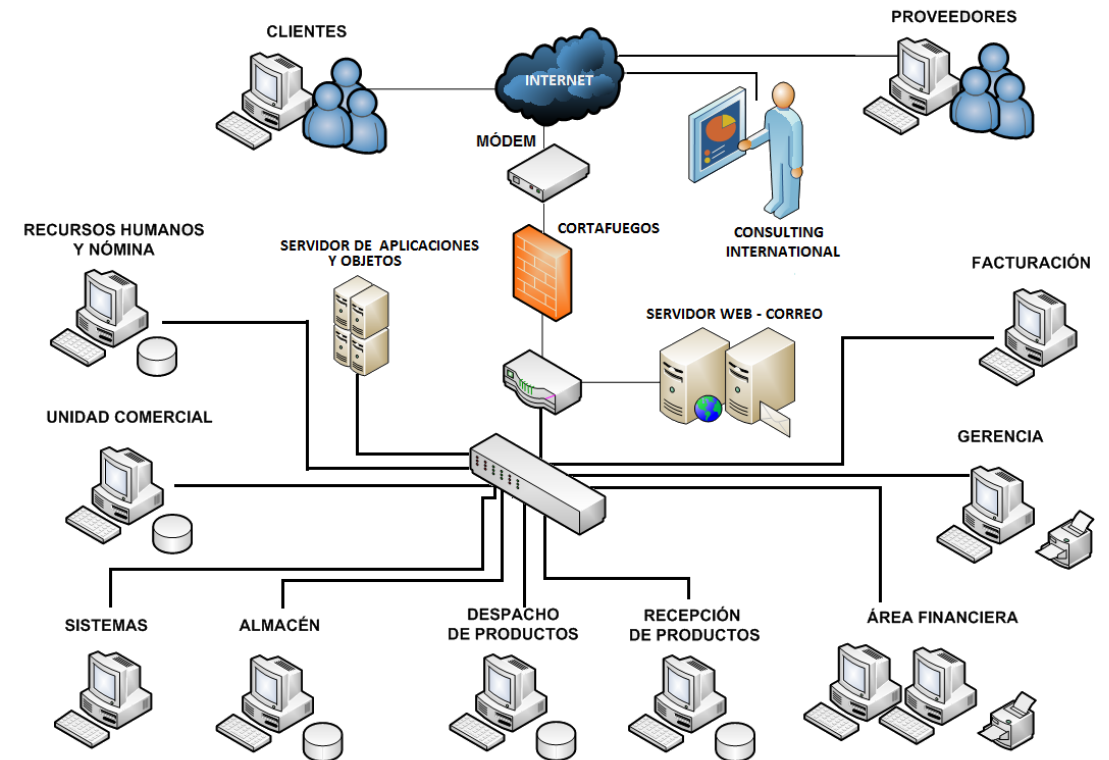 CLIENTES
PROVEEDORES
INTERNET
MÓDEM
CORTAFUEGOS
CONSULTING
INTERNATIONAL
RECURSOS HUMANOS
Y NÓMINA
SERVIDOR DE APLICACIONES
Y OBJETOS
FACTURACIÓN
SERVIDOR WEB - CORREO
UNIDAD COMERCIAL
GERENCIA
SISTEMAS
ALMACÉN
DESPACHO
DE PRODUCTOS
RECEPCIÓN
DE PRODUCTOS
ÁREA FINANCIERA